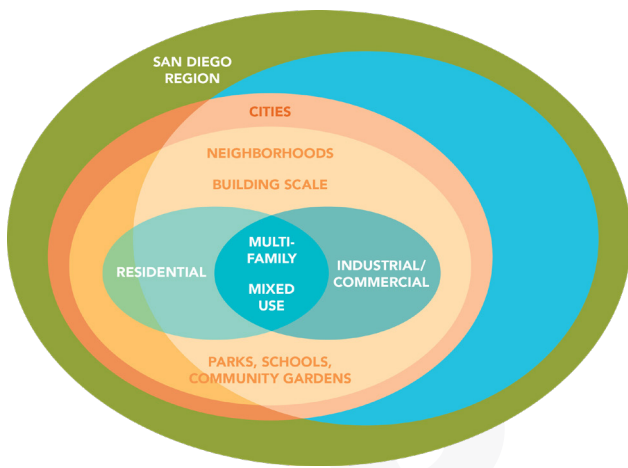 SAN DIEGO
REGION
CITIES
NEIGHBORHOODS
BUILDING SCALE
RESIDENTIAL
MULTI-
FAMILY
MIXED
USE
INDUSTRIAL/
COMMERCIAL
PARKS, SCHOOLS,
COMMUNITY GARDENS